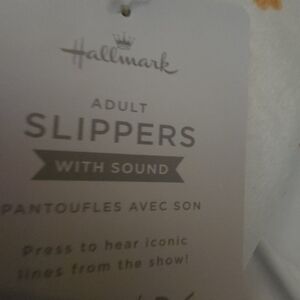 Hallmark
ADULT
SLIPPERS
WITH SOUND
PANTOUFLES AVEC SON
Press to hear iconic
lines from the show!